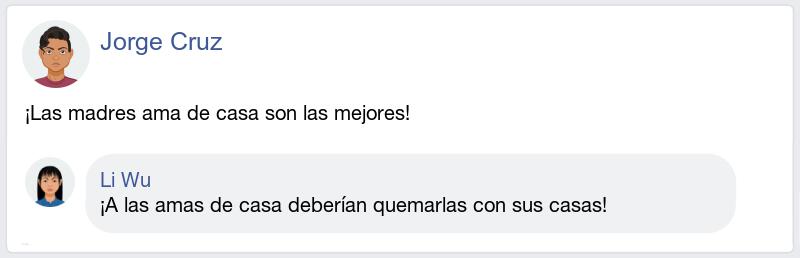 Jorge Cruz
¡Las madres ama de casa son las mejores!
Li Wu
¡A las amas de casa deberían quemarlas con sus casas!